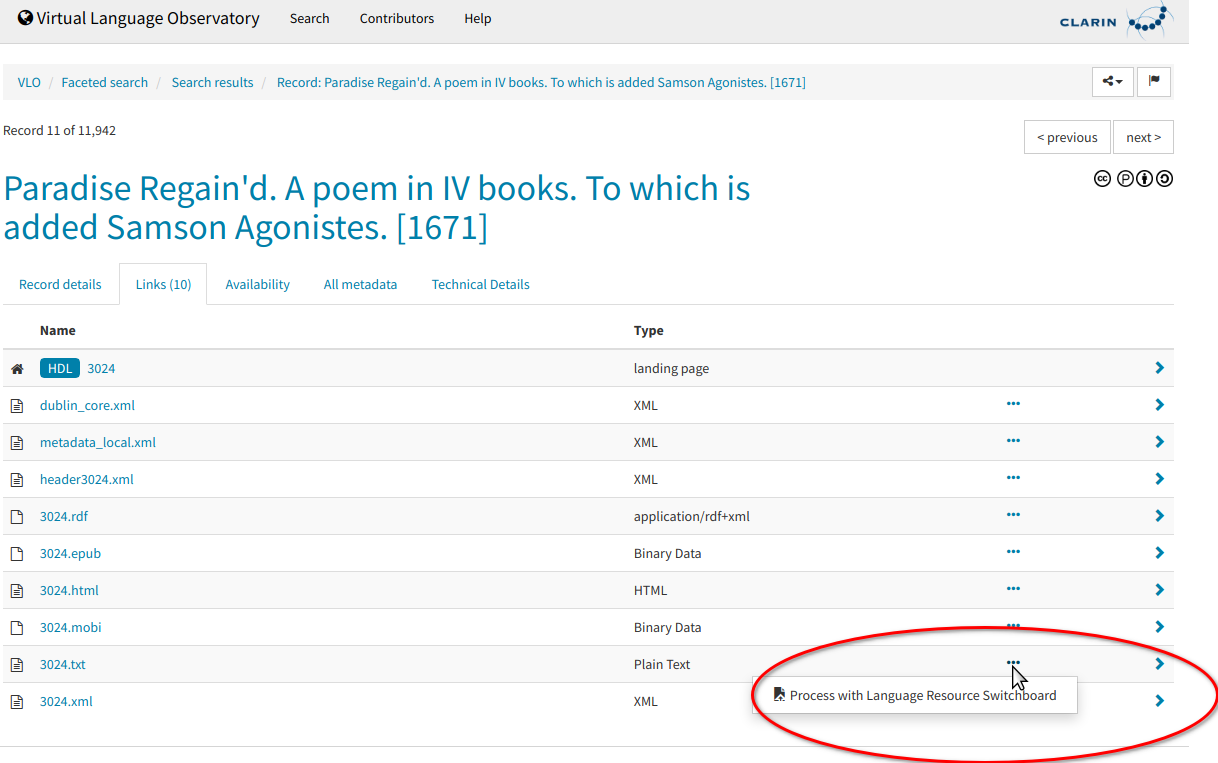 Virtual Language Observatory Search Contributors Help CLARIN
VLO / Faceted search / Search results / Record: Paradise Regain'd. A poem in IV books. To which is added Samson Agonistes. [1671]
Record 11 of 11,942
< previous next >
Paradise Regain'd. A poem in IV books. To which is
added Samson Agonistes. [1671]
Record details Links (10) Availability All metadata Technical Details
Name Type
HDL 3024 landing page
dublin_core.xml XML
metadata_local.xml XML
header3024.xml XML
3024.rdf application/rdf+xml
3024.epub Binary Data
3024.html HTML
3024.mobi Binary Data
3024.txt Plain Text
Process with Language Resource Switchboard
3024.xml XML